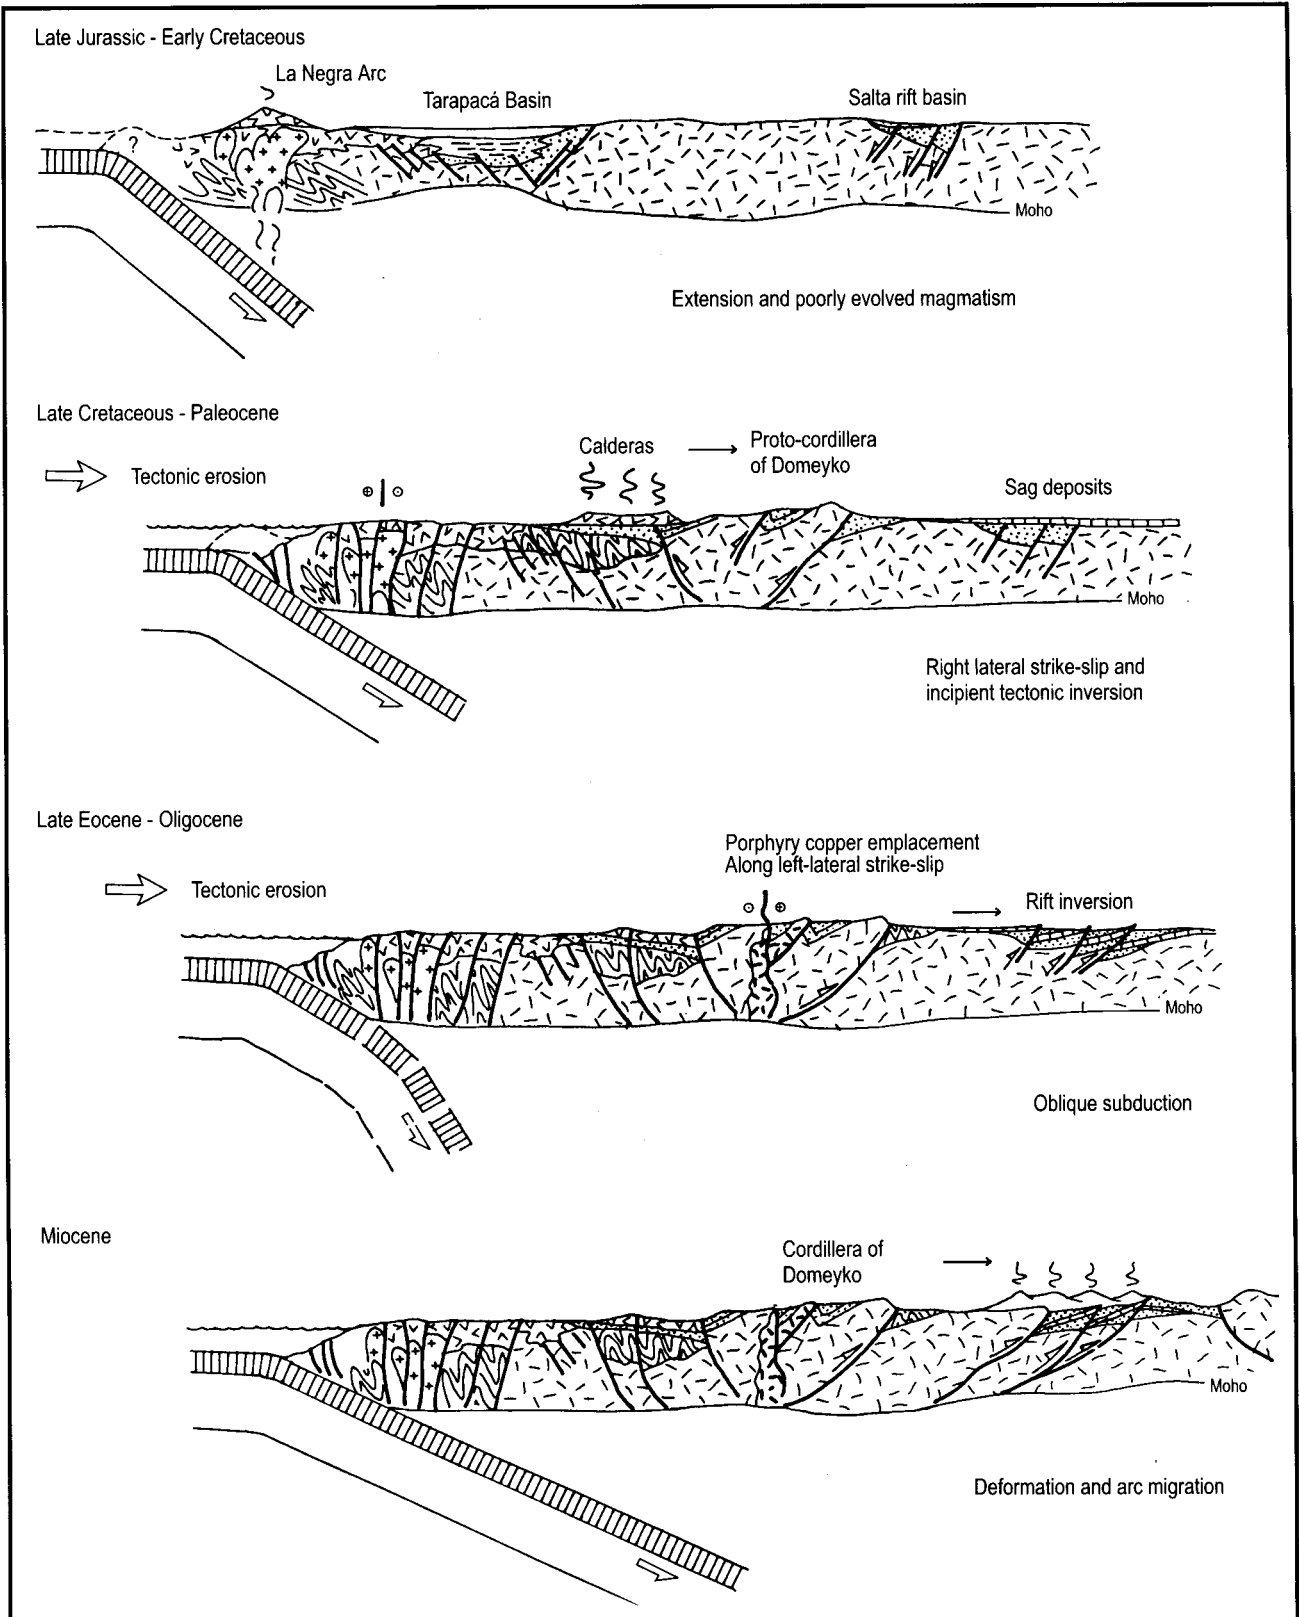 Late Jurassic - Early Cretaceous
La Negra Arc
Tarapacá Basin
Salta rift basin
?
Moho
Extension and poorly evolved magmatism
Late Cretaceous - Paleocene
Tectonic erosion
Calderas
Proto-cordillera
of Domeyko
Sag deposits
Moho
Right lateral strike-slip and
incipient tectonic inversion
Late Eocene - Oligocene
Tectonic erosion
Porphyry copper emplacement
Along left-lateral strike-slip
Rift inversion
Moho
Oblique subduction
Miocene
Cordillera of
Domeyko
Moho
Deformation and arc migration